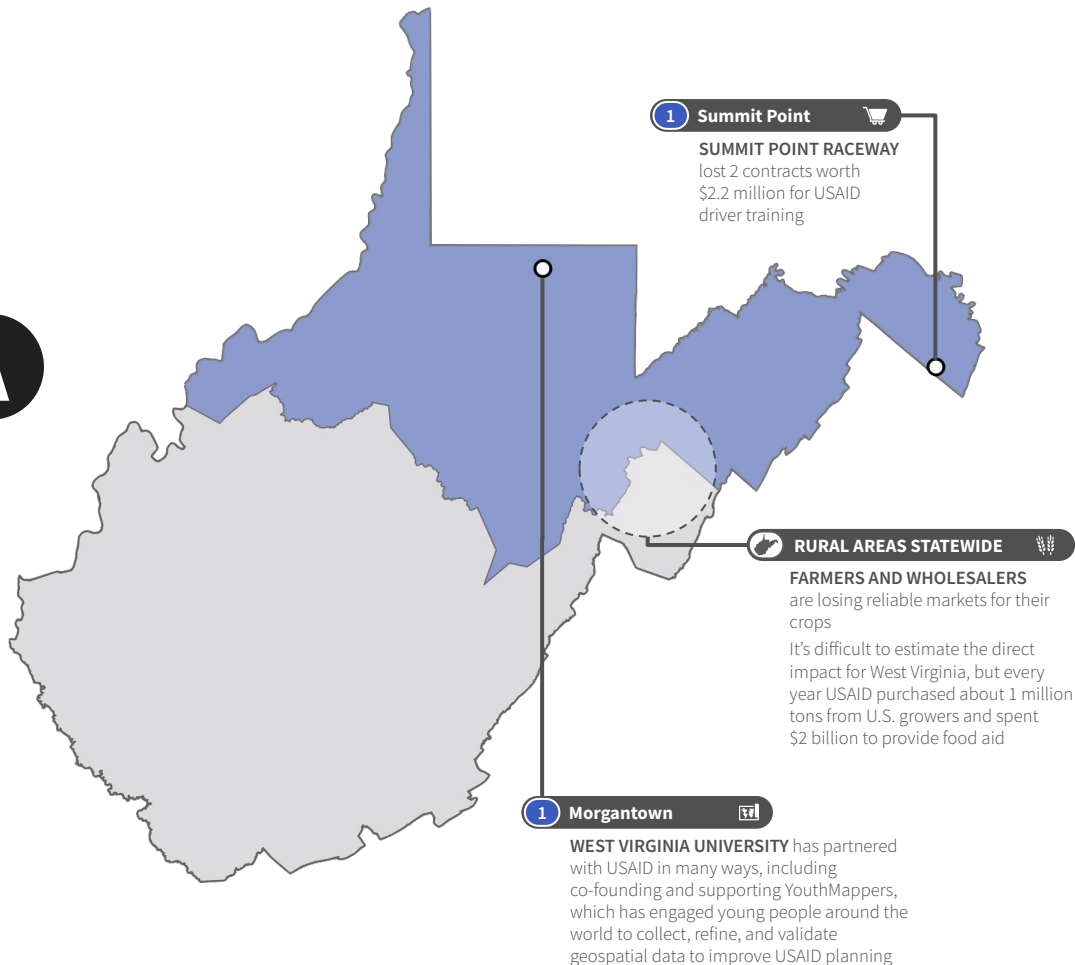 1 Summit Point
SUMMIT POINT RACEWAY
lost 2 contracts worth
$2.2 million for USAID
driver training
A
RURAL AREAS STATEWIDE
FARMERS AND WHOLESALERS
are losing reliable markets for their
crops
It’s difficult to estimate the direct
impact for West Virginia, but every
year USAID purchased about 1 million
tons from U.S. growers and spent
$2 billion to provide food aid
1 Morgantown
WEST VIRGINIA UNIVERSITY has partnered
with USAID in many ways, including
co-founding and supporting YouthMappers,
which has engaged young people around the
world to collect, refine, and validate
geospatial data to improve USAID planning